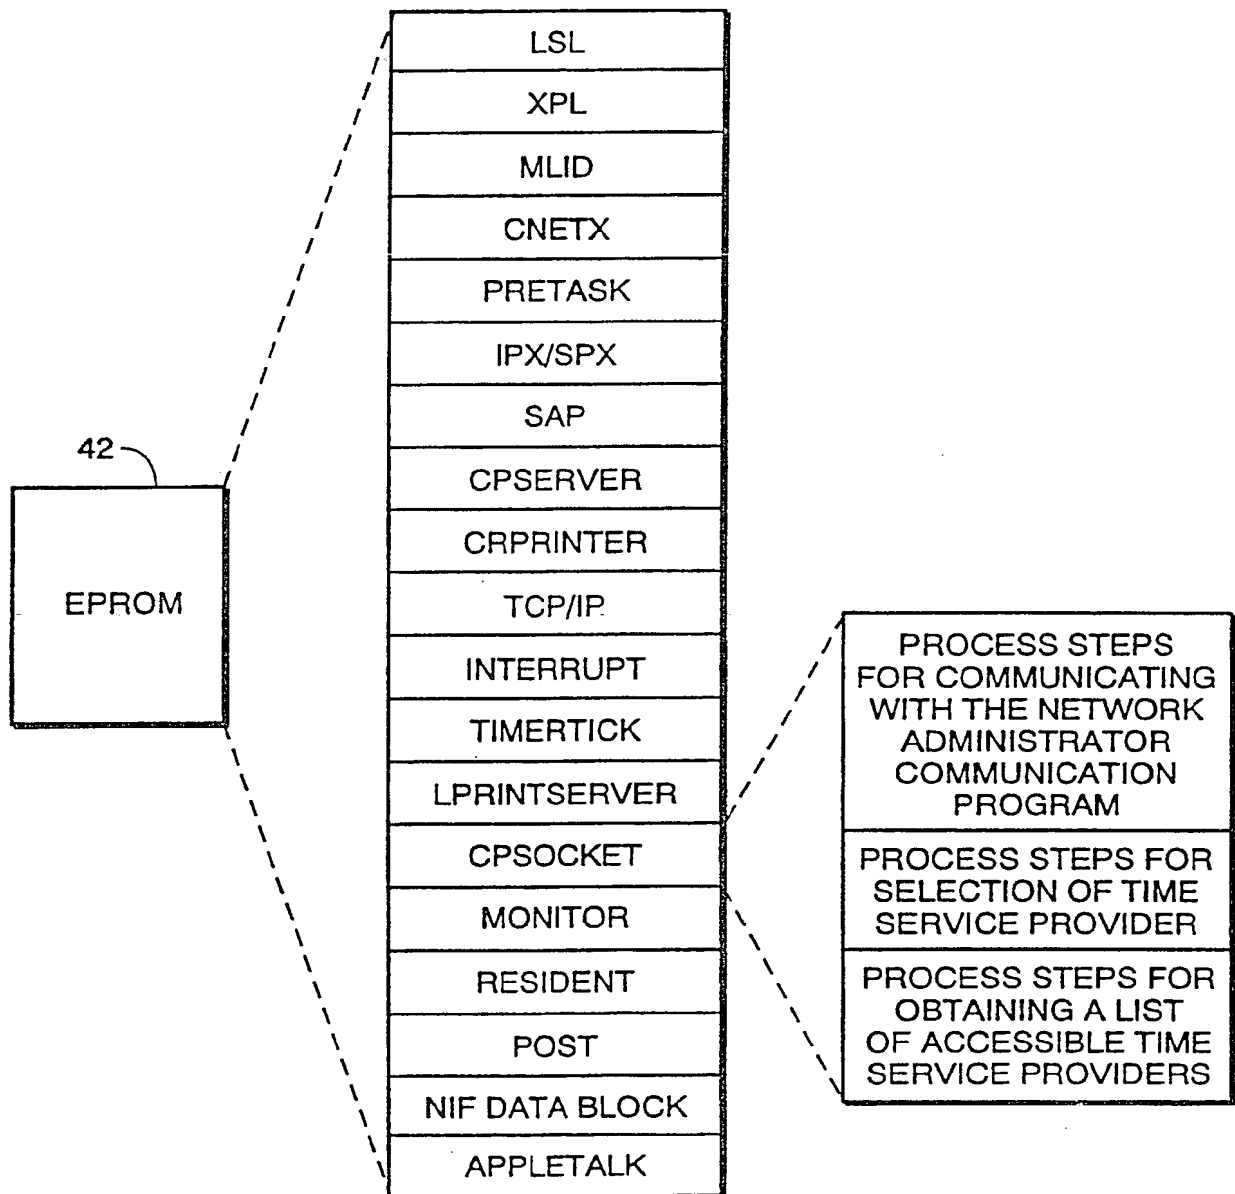 LSL
XPL
MLID
CNETX
PRETASK
IPX/SPX
SAP
CPSERVER
CRPRINTER
TCP/IP
INTERRUPT
TIMERTICK
LPRINTSERVER
CPSOCKET
MONITOR
RESIDENT
POST
NIF DATA BLOCK
APPLETALK
42
EPROM
PROCESS STEPS
FOR COMMUNICATING
WITH THE NETWORK
ADMINISTRATOR
COMMUNICATION
PROGRAM
PROCESS STEPS FOR
SELECTION OF TIME
SERVICE PROVIDER
PROCESS STEPS FOR
OBTAINING A LIST
OF ACCESSIBLE TIME
SERVICE PROVIDERS